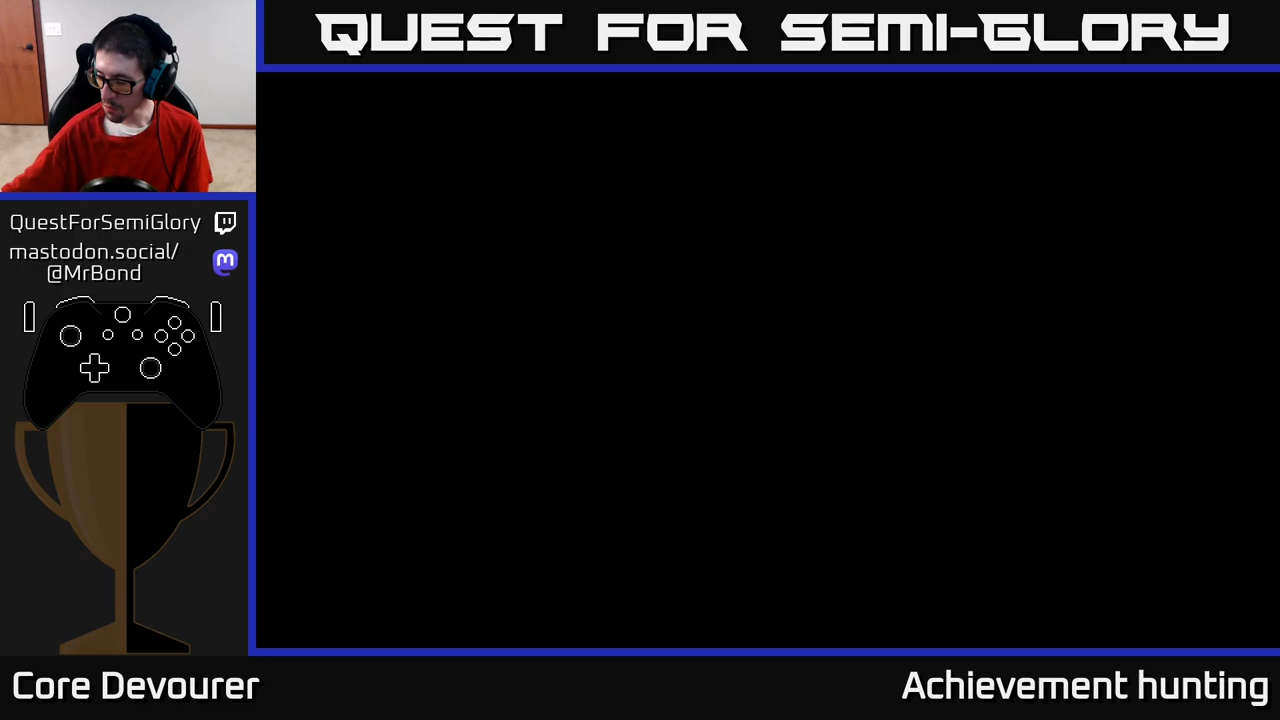 QUEST FOR SEMI-GLORY
QuestForSemiGlory
mastodon.social/
@MrBond
Core Devourer
Achievement hunting